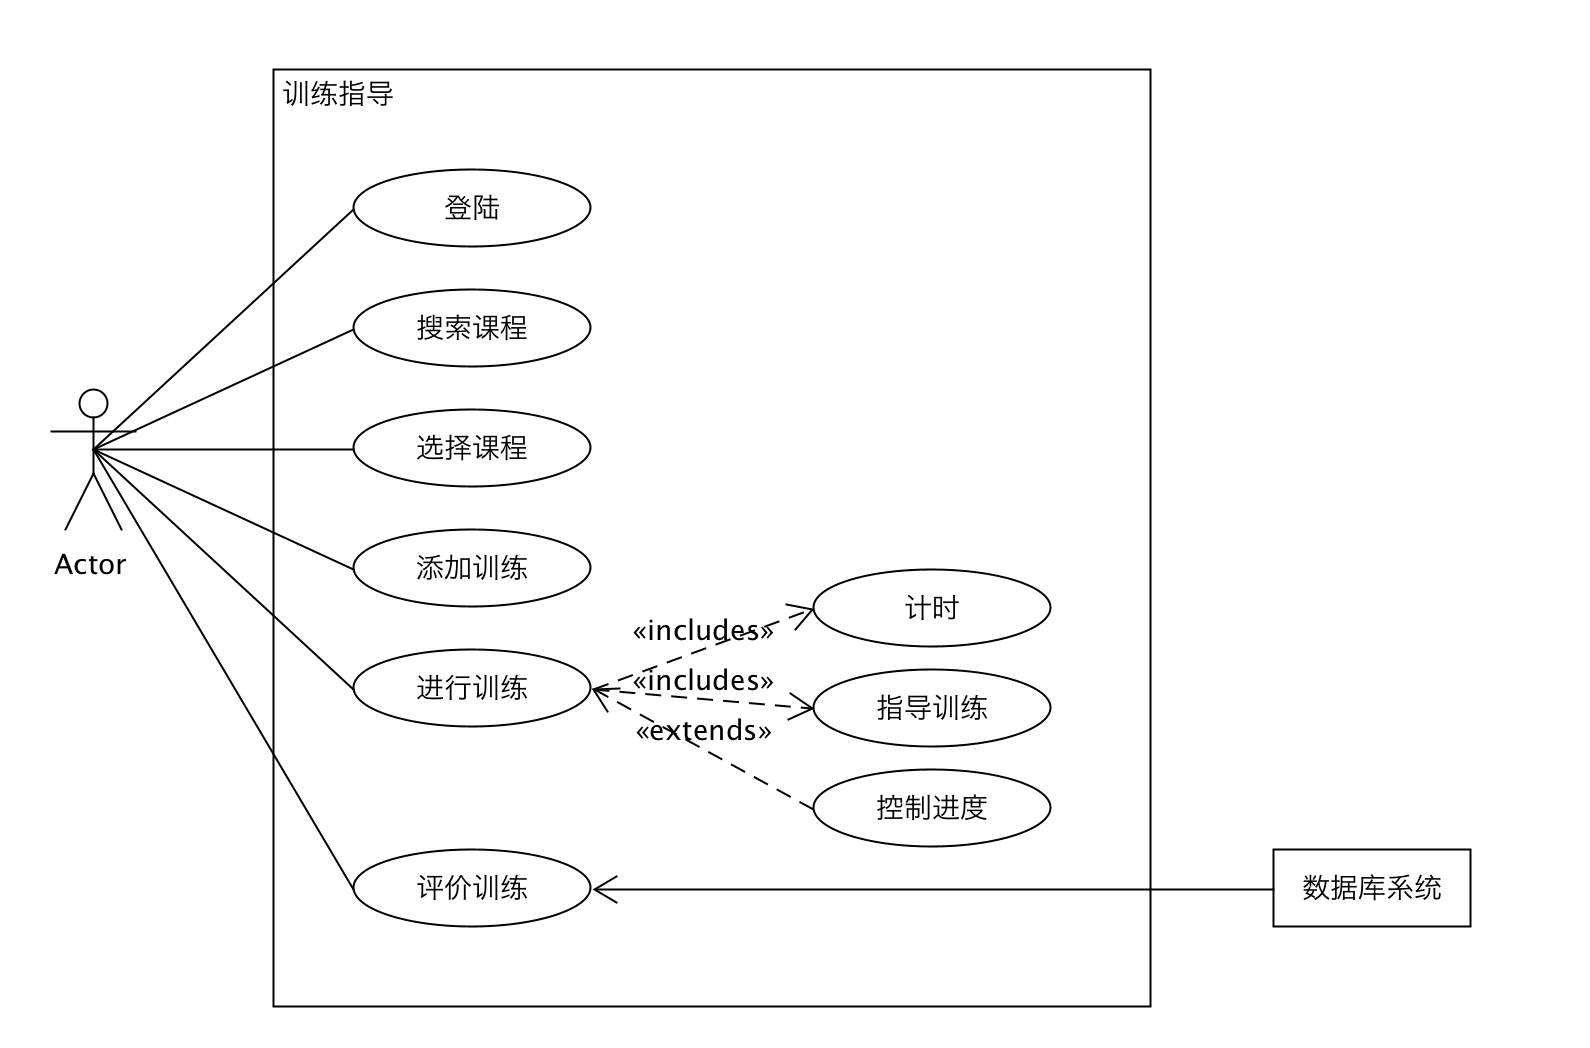 训练指导
登陆
搜索课程
选择课程
添加训练
Actor
计时
«includes»
进行训练
«includes»
指导训练
«extends»
控制进度
评价训练
数据库系统